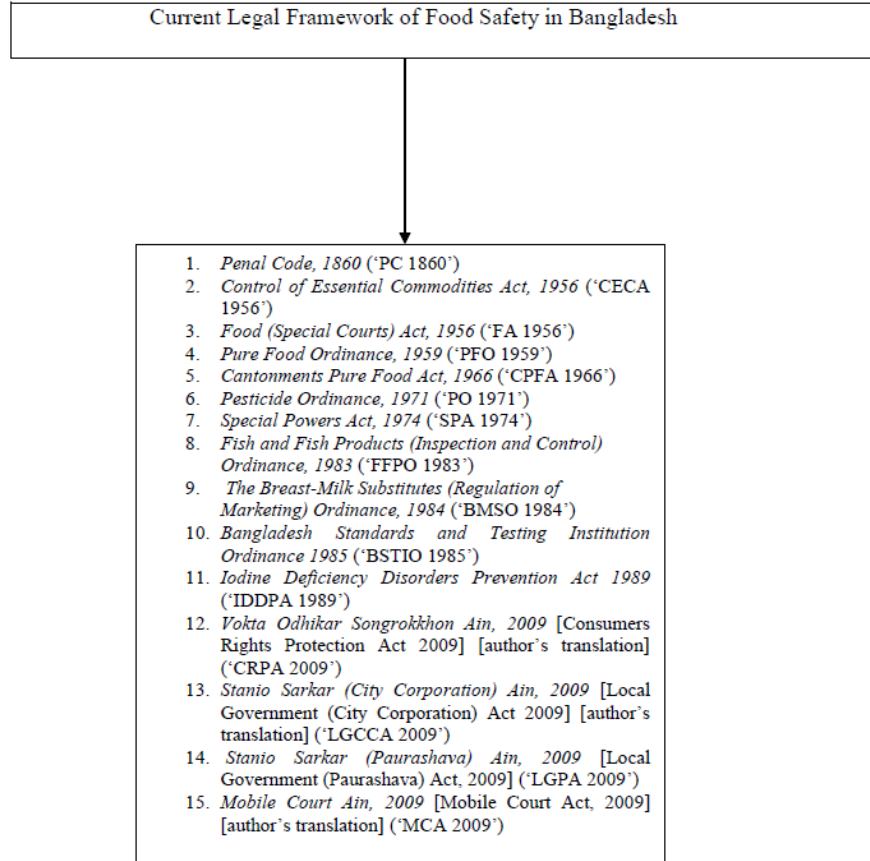 Current Legal Framework of Food Safety in Bangladesh
1. Penal Code, 1860 (‘PC 1860’)
2. Control of Essential Commodities Act, 1956 (‘CECA
1956’)
3. Food (Special Courts) Act, 1956 (‘FA 1956’)
4. Pure Food Ordinance, 1959 (‘PFO 1959’)
5. Cantonments Pure Food Act, 1966 (‘CPFA 1966’)
6. Pesticide Ordinance, 1971 (‘PO 1971’)
7. Special Powers Act, 1974 (‘SPA 1974’)
8. Fish and Fish Products (Inspection and Control)
Ordinance, 1983 (‘FFPO 1983’)
9. The Breast-Milk Substitutes (Regulation of
Marketing) Ordinance, 1984 (‘BMSO 1984’)
10. Bangladesh Standards and Testing Institution
Ordinance 1985 (‘BSTIO 1985’)
11. Iodine Deficiency Disorders Prevention Act 1989
(‘IDDPA 1989’)
12. Vokta Odhikar Songrokkhon Ain, 2009 [Consumers
Rights Protection Act 2009] [author’s translation]
(‘CRPA 2009’)
13. Stanio Sarkar (City Corporation) Ain, 2009 [Local
Government (City Corporation) Act 2009] [author’s
translation] (‘LGCCA 2009’)
14. Stanio Sarkar (Paurashava) Ain, 2009 [Local
Government (Paurashava) Act, 2009] (‘LGPA 2009’)
15. Mobile Court Ain, 2009 [Mobile Court Act, 2009]
[author’s translation] (‘MCA 2009’)